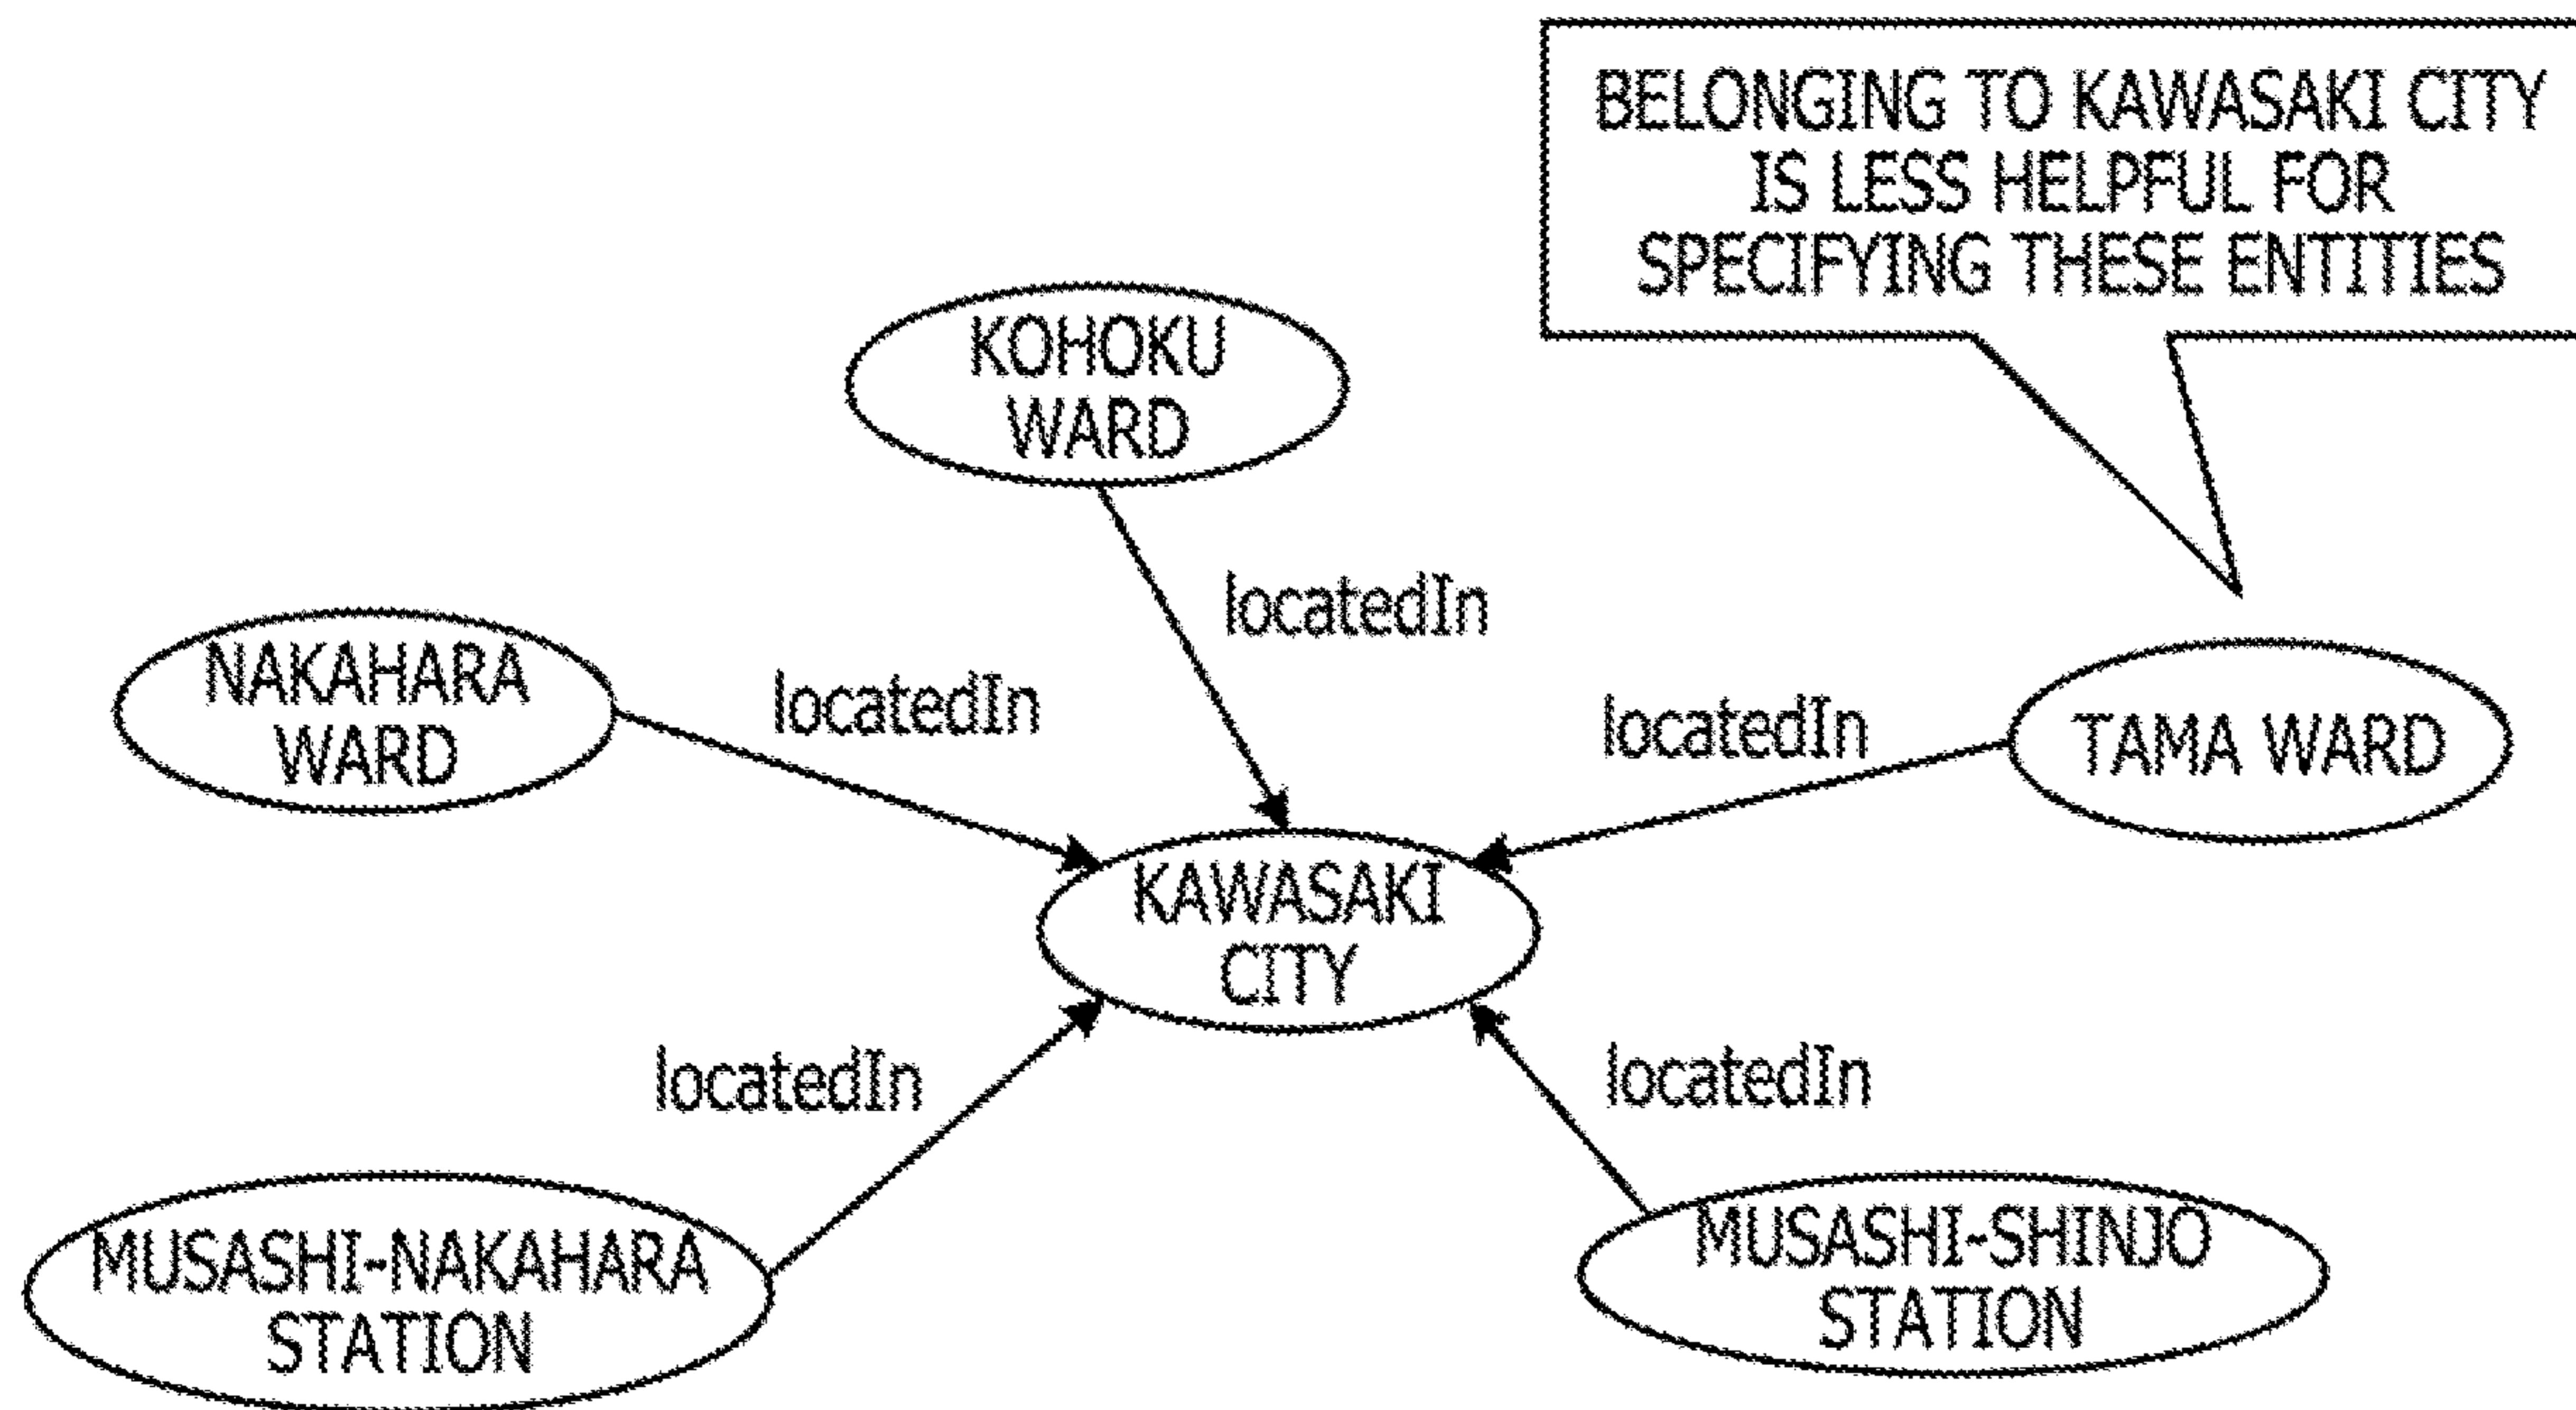 BELONGING TO KAWASAKI CITY
IS LESS HELPFUL FOR
SPECIFYING THESE ENTITIES
KOHOKU
WARD
locatedIn
NAKAHARA
WARD
locatedIn
locatedIn
TAMA WARD
KAWASAKI
CITY
locatedIn
locatedIn
MUSASHI-NAKAHARA
STATION
MUSASHI-SHINJO
STATION